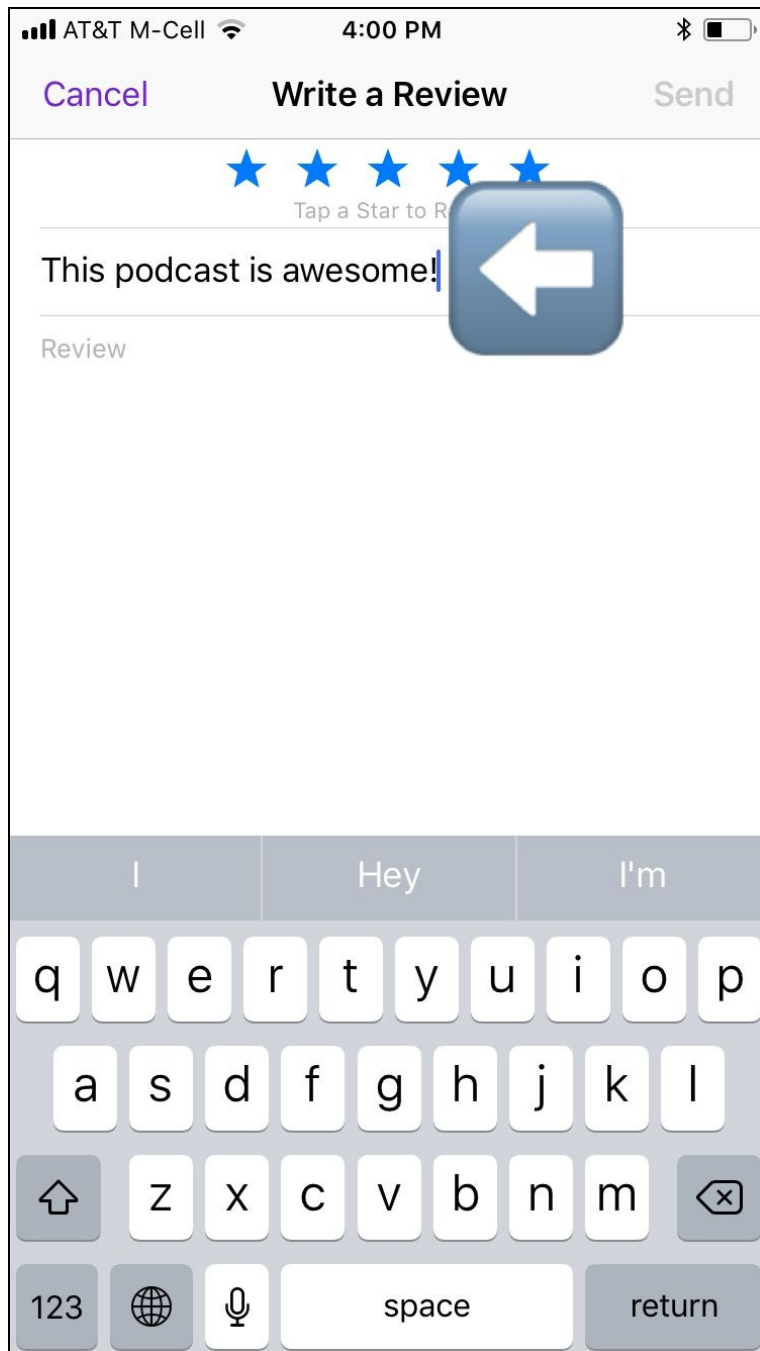 AT&T M-Cell 4:00 PM
Cancel Write a Review Send
Tap a Star to
This podcast is awesome!
Review
I Hey I'm
q w e r t y u i o p
a s d f g h j k l
z x c v b n m
123 space return